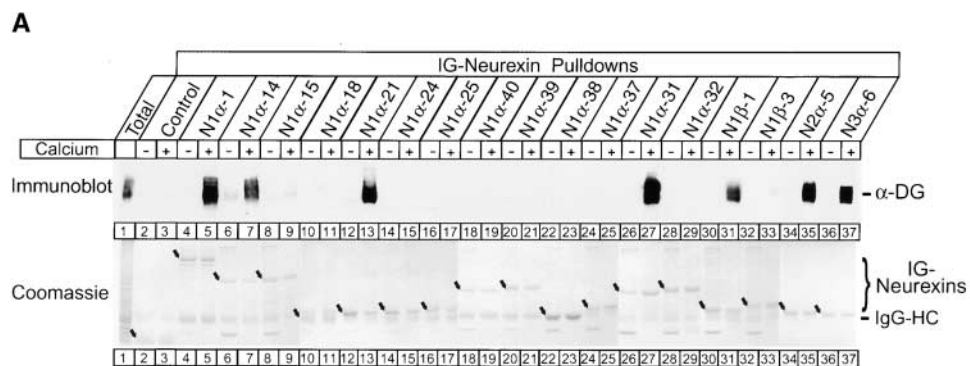 A
IG-Neurexin Pulldowns
Total Control N1α-1 N1α-14 N1α-15 N1α-18 N1α-21 N1α-24 N1α-25 N1α-40 N1α-39 N1α-38 N1α-37 N1α-31 N1α-32 N1β-1 N1β-3 N2α-5 N3α-6
Calcium - + - + - + - + - + - + - + - + - + - + - + - + - + - + - + - + - + - +
Immunoblot α-DG
1 2 3 4 5 6 7 8 9 10 11 12 13 14 15 16 17 18 19 20 21 22 23 24 25 26 27 28 29 30 31 32 33 34 35 36 37
Coomassie IG-
Neurexins
IgG-HC
1 2 3 4 5 6 7 8 9 10 11 12 13 14 15 16 17 18 19 20 21 22 23 24 25 26 27 28 29 30 31 32 33 34 35 36 37